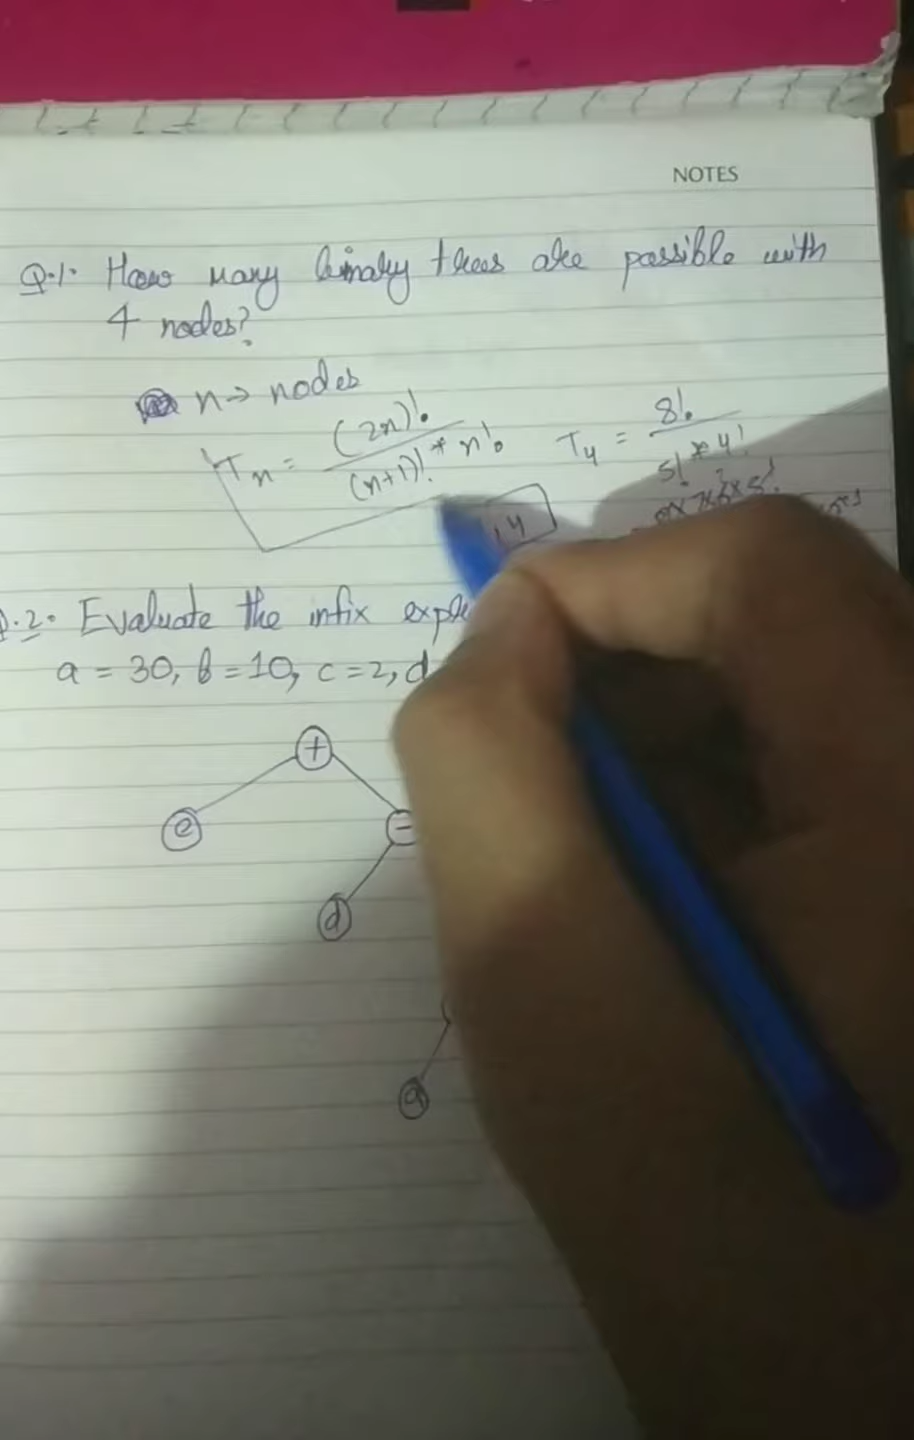 NOTES
Q.1. How many binary trees are possible with
4 nodes?
n → nodes
Tn = (2n)! / (n+1)! * n!
T4 = 8! / 5! * 4!
Q.2. Evaluate the infix
a = 30, b = 10, c = 2, d
+
e
-
d
a